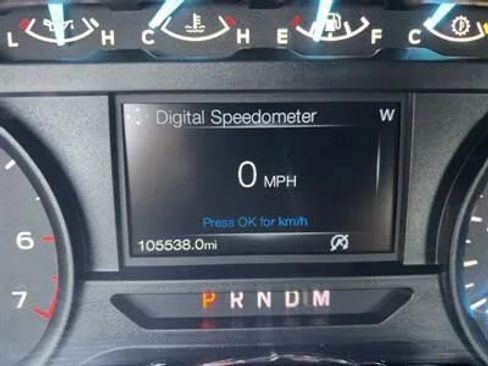 L H C H E F C
Digital Speedometer W
0 MPH
Press OK for km/h
105538.0mi
6
7
P R N D M